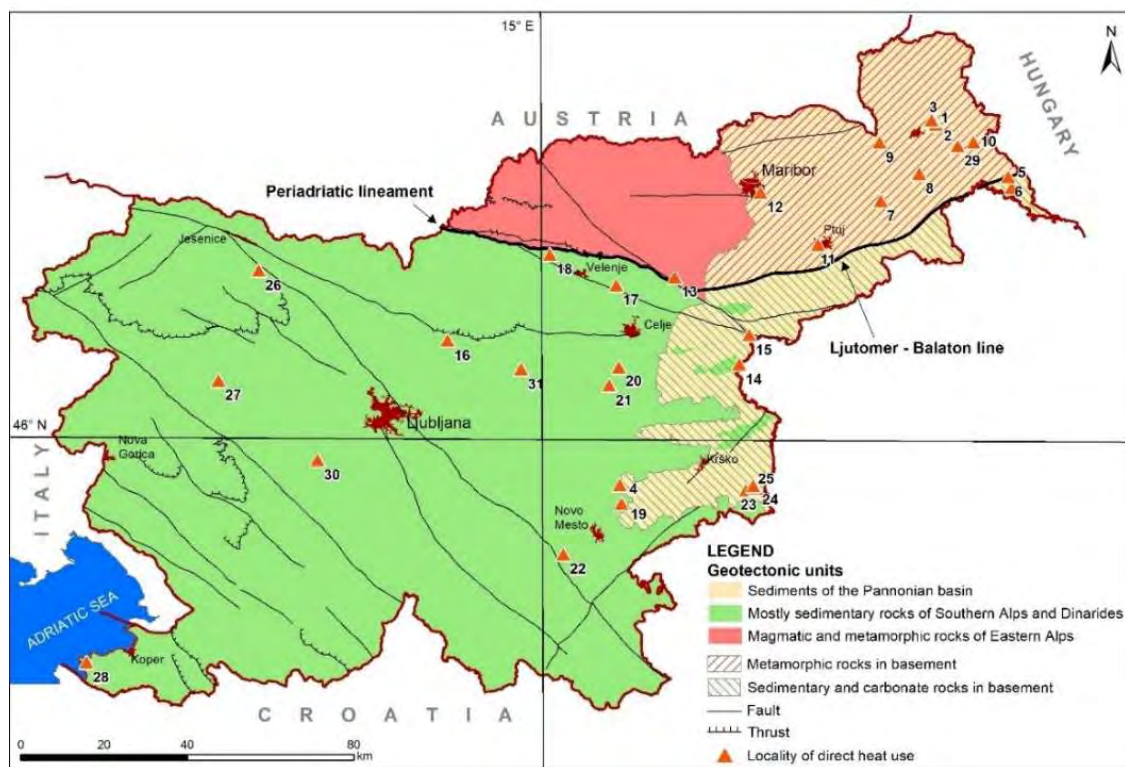 15° E
N
HUNGARY
AUSTRIA
3
1
2
10
29
9
5
6
8
Maribor
12
7
Periadriatic lineament
Ptuj
11
Jesenice
18
Velenje
13
26
17
Celje
15
Ljutomer - Balaton line
16
14
31
20
21
27
Ljubljana
46° N
Nova
Gorica
Krško
ITALY
30
4
25
23
24
19
Novo
Mesto
22
LEGEND
Geotectonic units
Sediments of the Pannonian basin
Mostly sedimentary rocks of Southern Alps and Dinarides
Magmatic and metamorphic rocks of Eastern Alps
Metamorphic rocks in basement
Sedimentary and carbonate rocks in basement
Fault
Thrust
Locality of direct heat use
ADRIATIC SEA
Koper
28
CROATIA
0 20 40 80
km